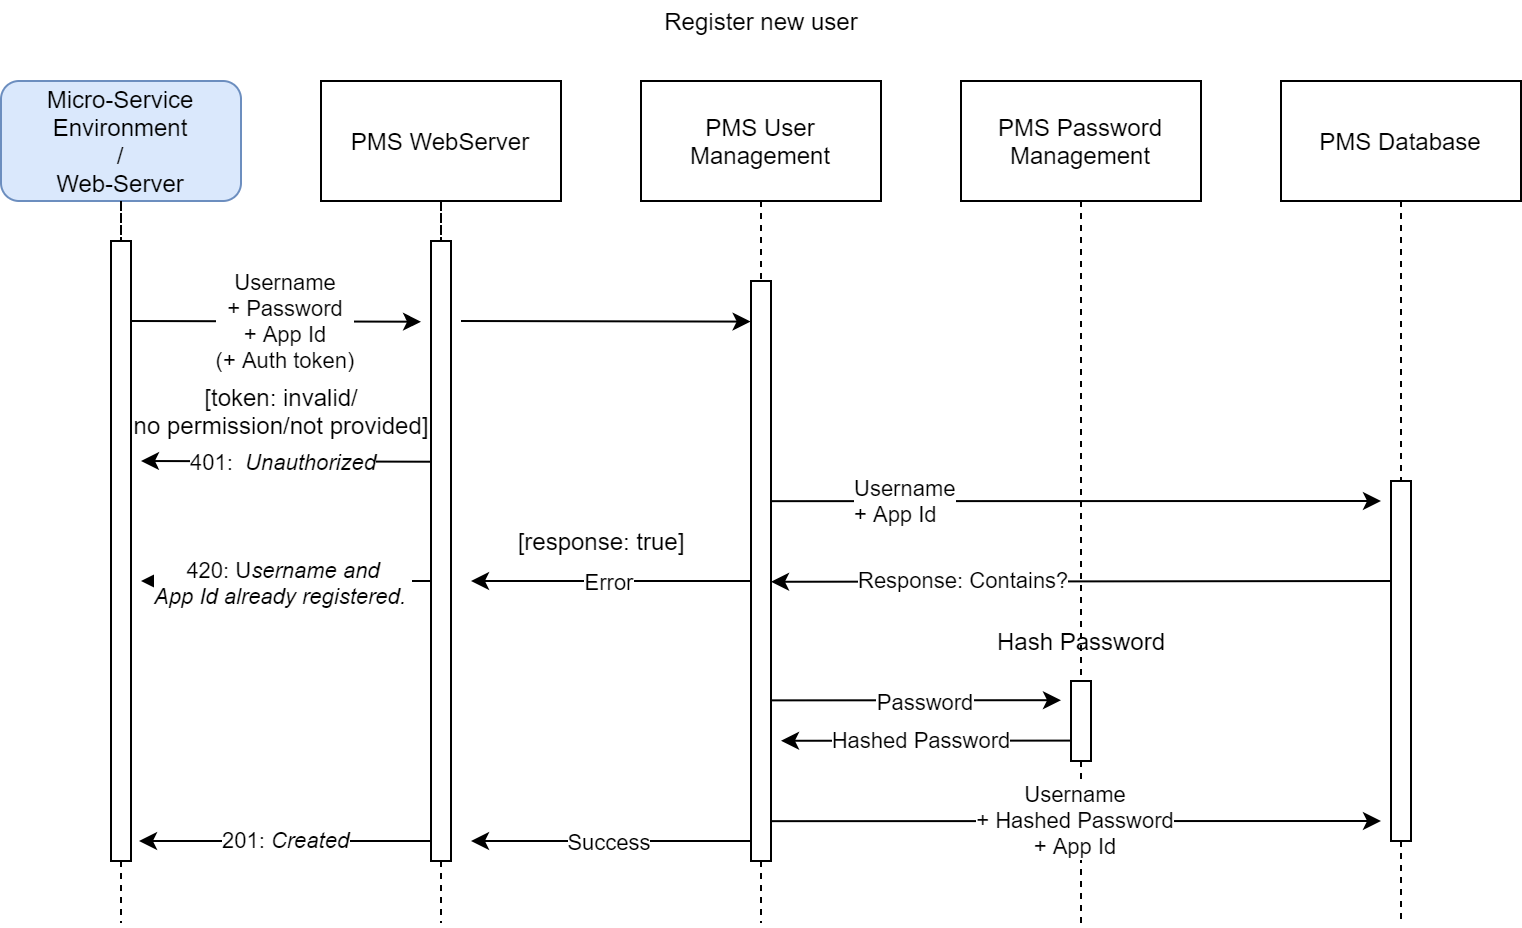 Register new user
Micro-Service
Environment
/
Web-Server
PMS WebServer
PMS User
Management
PMS Password
Management
PMS Database
Username
+ Password
+ App Id
(+ Auth token)
[token: invalid/
no permission/not provided]
401:  Unauthorized
Username
+ App Id
[response: true]
420: Username and
App Id already registered.
Error
Response: Contains?
Hash Password
Password
Hashed Password
Username
+ Hashed Password
+ App Id
201: Created
Success